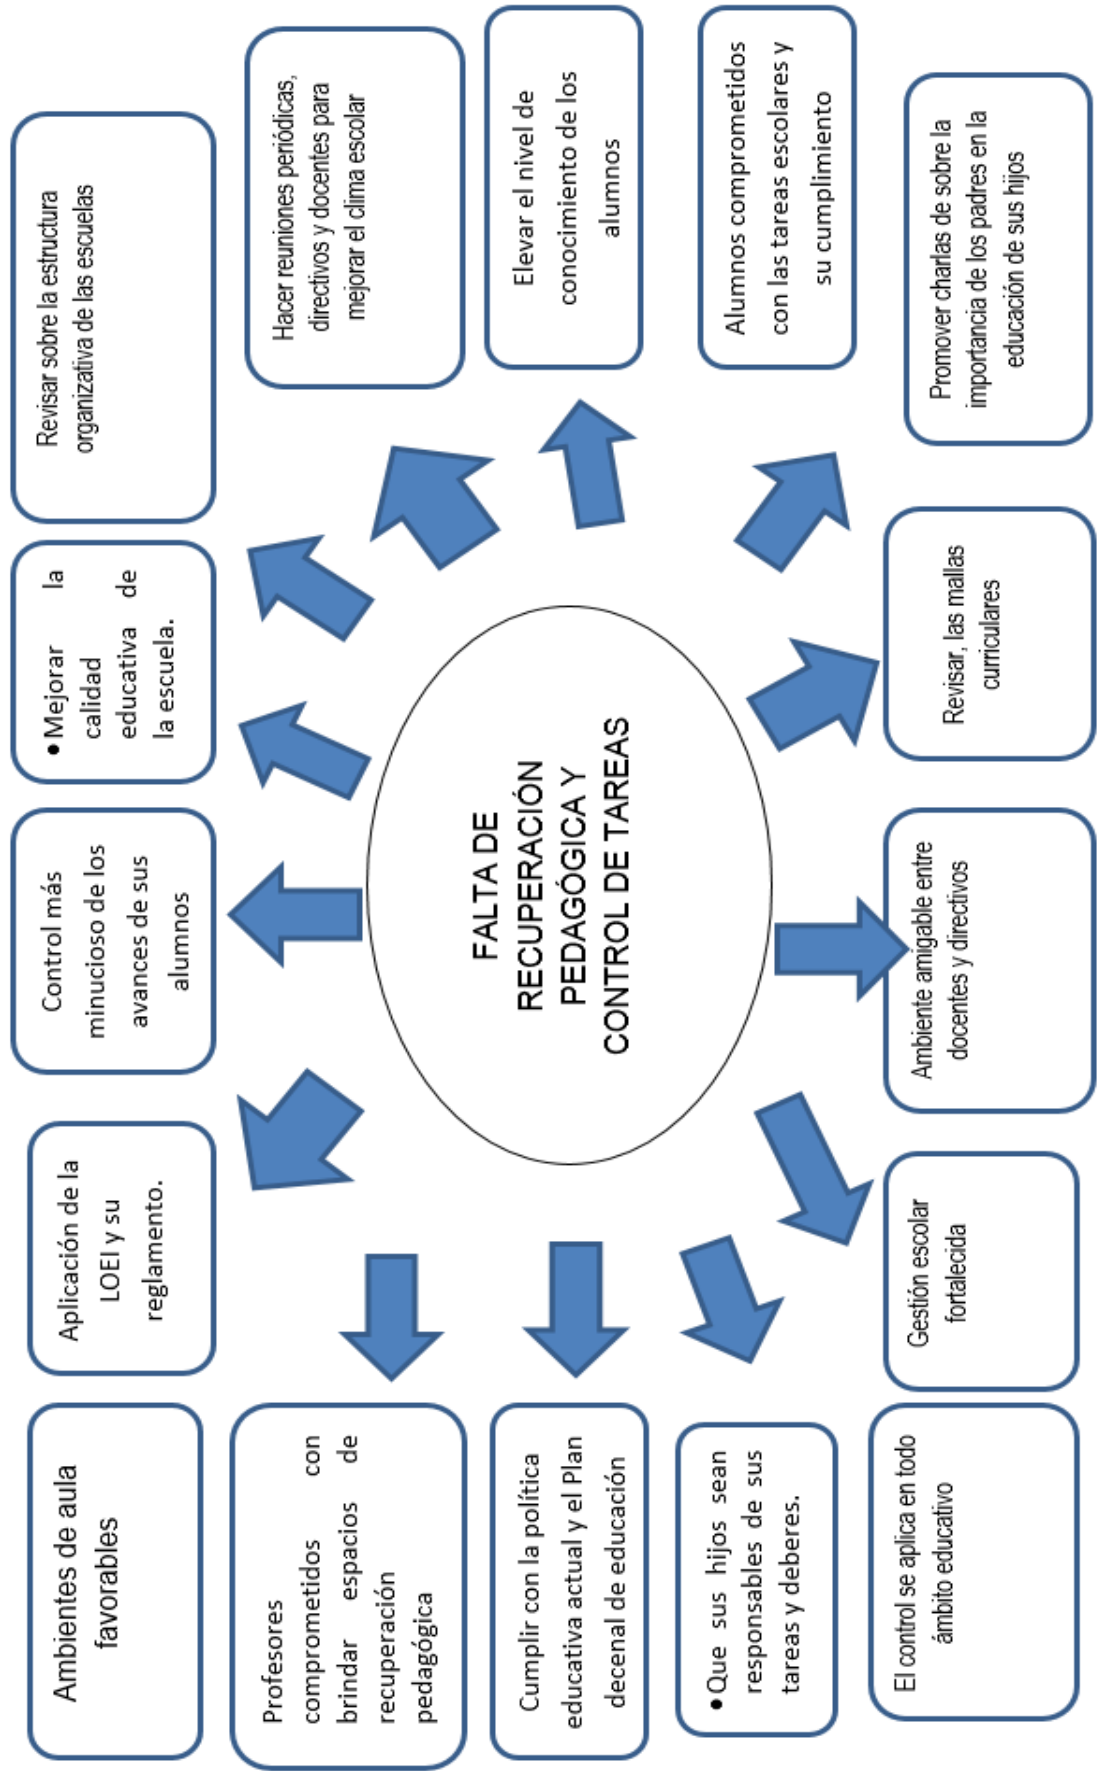 Ambientes de aula
favorables
Aplicación de la
LOEI y su
reglamento.
Control más
minucioso de los
avances de sus
alumnos
•Mejorar la
calidad
educativa de
la escuela.
Revisar sobre la estructura
organizativa de las escuelas
Profesores
comprometidos con
brindar espacios de
recuperación
pedagógica
Hacer reuniones periódicas,
directivos y docentes para
mejorar el clima escolar
Cumplir con la política
educativa actual y el Plan
decenal de educación
FALTA DE
RECUPERACIÓN
PEDAGÓGICA Y
CONTROL DE TAREAS
Elevar el nivel de
conocimiento de los
alumnos
•Que sus hijos sean
responsables de sus
tareas y deberes.
Alumnos comprometidos
con las tareas escolares y
su cumplimiento
El control se aplica en todo
ámbito educativo
Gestión escolar
fortalecida
Ambiente amigable entre
docentes y directivos
Revisar, las mallas
curriculares
Promover charlas de sobre la
importancia de los padres en la
educación de sus hijos